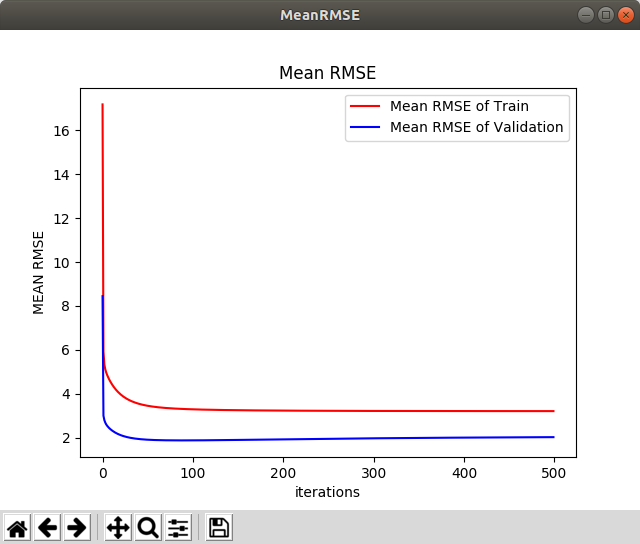 MeanRMSE
Mean RMSE
Mean RMSE of Train
Mean RMSE of Validation
MEAN RMSE
16
14
12
10
8
6
4
2
0 100 200 300 400 500
iterations